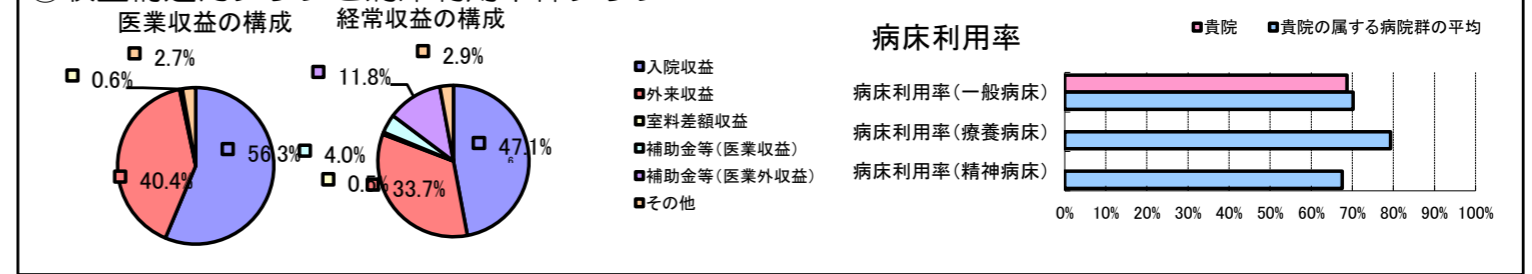 医業収益の構成
2.7%
0.6%
56.3%
40.4%
経常収益の構成
2.9%
11.8%
4.0%
47.1%
33.7%
入院収益
外来収益
室料差額収益
補助金等(医業収益)
補助金等(医業外収益)
その他
病床利用率
貴院
貴院の属する病院群の平均
病床利用率(一般病床)
病床利用率(療養病床)
病床利用率(精神病床)
0% 10% 20% 30% 40% 50% 60% 70% 80% 90% 100%